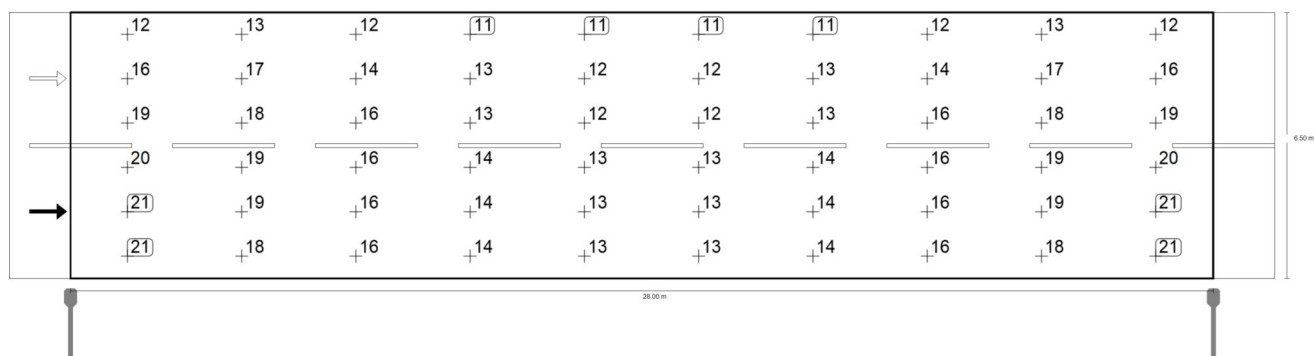 12 13 12 11 11 11 11 12 13 12
16 17 14 13 12 12 13 14 17 16
19 18 16 13 12 12 13 16 18 19
6.50 m
20 19 16 14 13 13 14 16 19 20
21 19 16 14 13 13 14 16 19 21
21 18 16 14 13 13 14 16 18 21
28.00 m